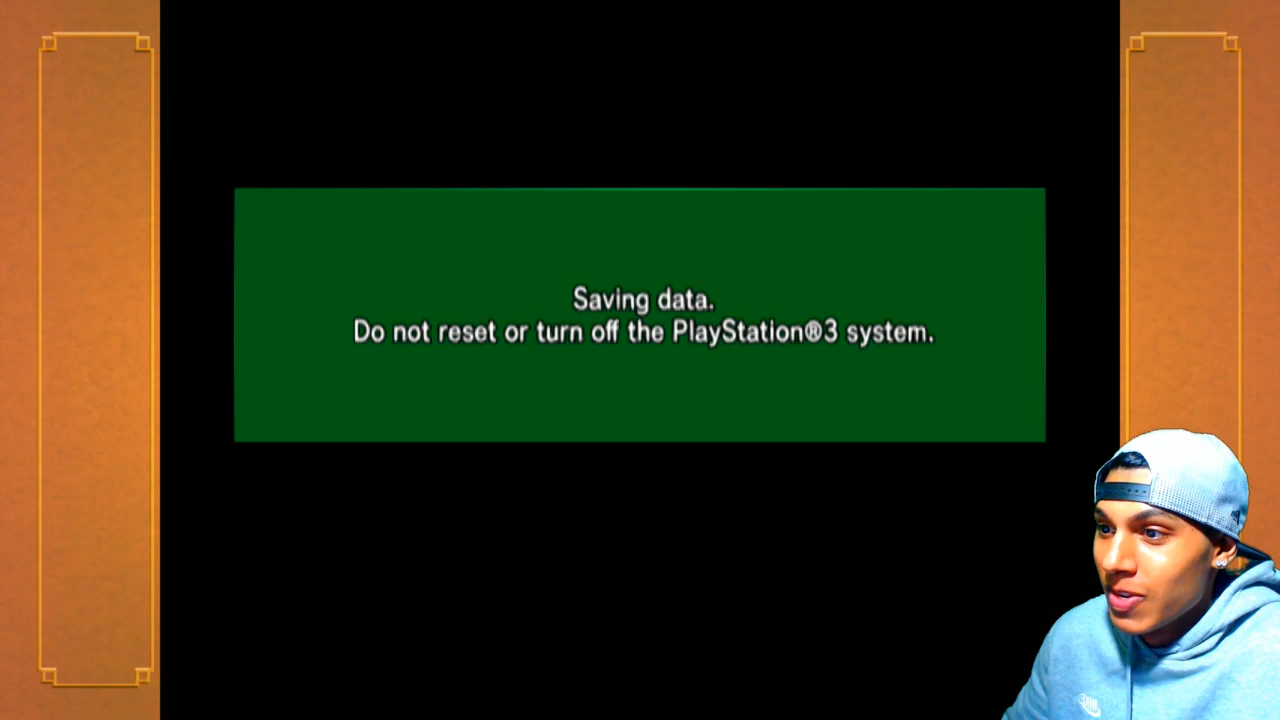 Saving data.
Do not reset or turn off the PlayStation®3 system.